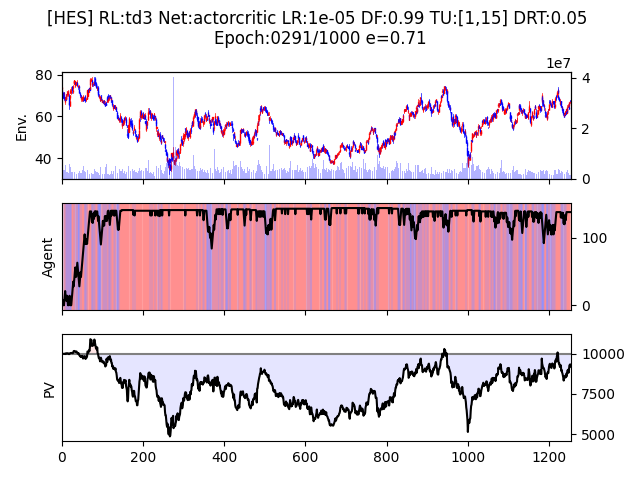 [HES] RL:td3 Net:actorcritic LR:1e-05 DF:0.99 TU:[1,15] DRT:0.05
Epoch:0291/1000 e=0.71
1e7
80
60
40
Env.
4
2
0
Agent
100
0
PV
10000
7500
5000
0 200 400 600 800 1000 1200